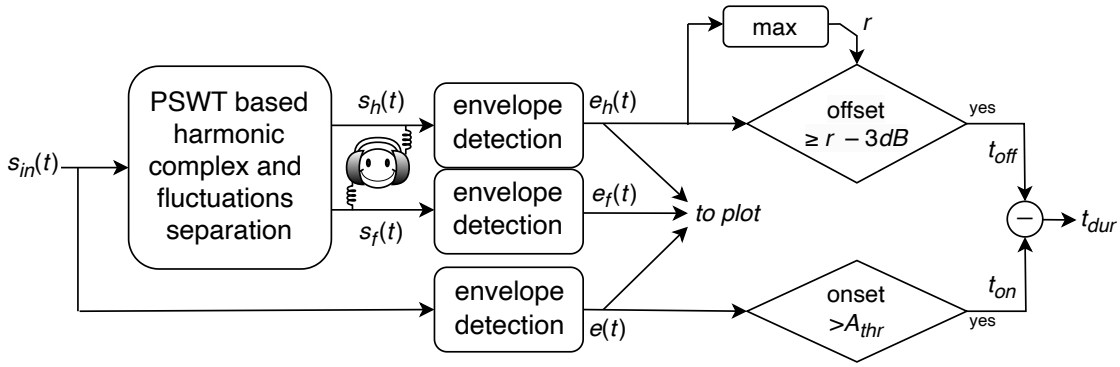 s_in(t)
PSWT based
harmonic
complex and
fluctuations
separation
s_h(t)
s_f(t)
envelope
detection
envelope
detection
envelope
detection
e_h(t)
e_f(t)
e(t)
to plot
max
r
offset
≥ r − 3dB
yes
t_off
onset
>A_thr
yes
t_on
−
t_dur